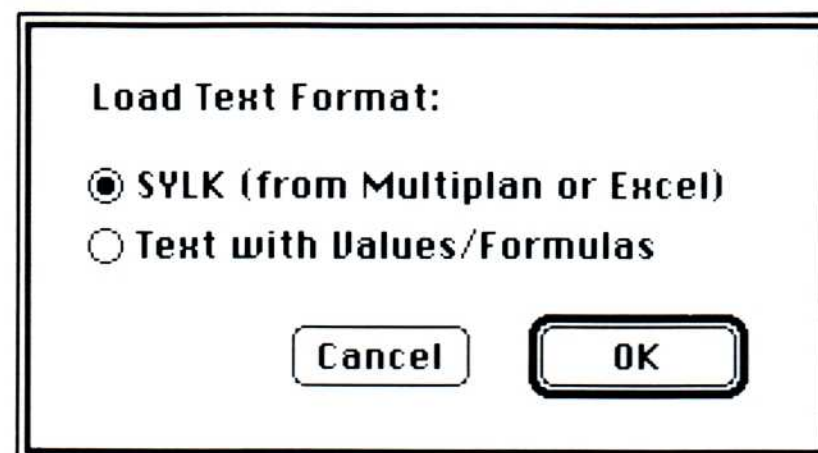 Load Text Format:
SYLK (from Multiplan or Excel)
Text with Values/Formulas
Cancel OK